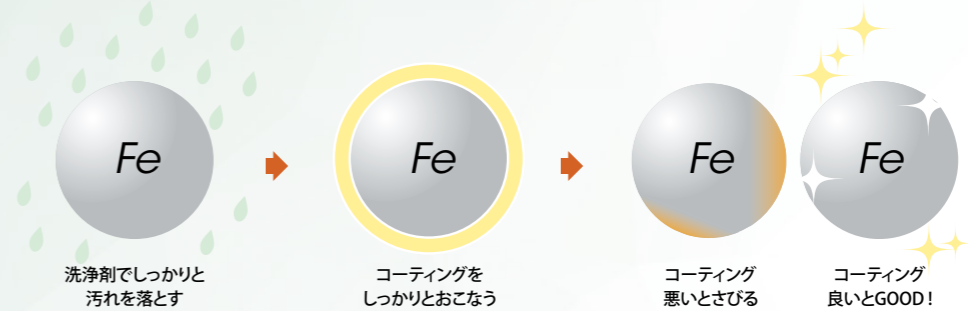 Fe
洗浄剤でしっかりと
汚れを落とす
Fe
コーティングを
しっかりとおこなう
Fe
コーティング
悪いとさびる
Fe
コーティング
良いとGOOD！